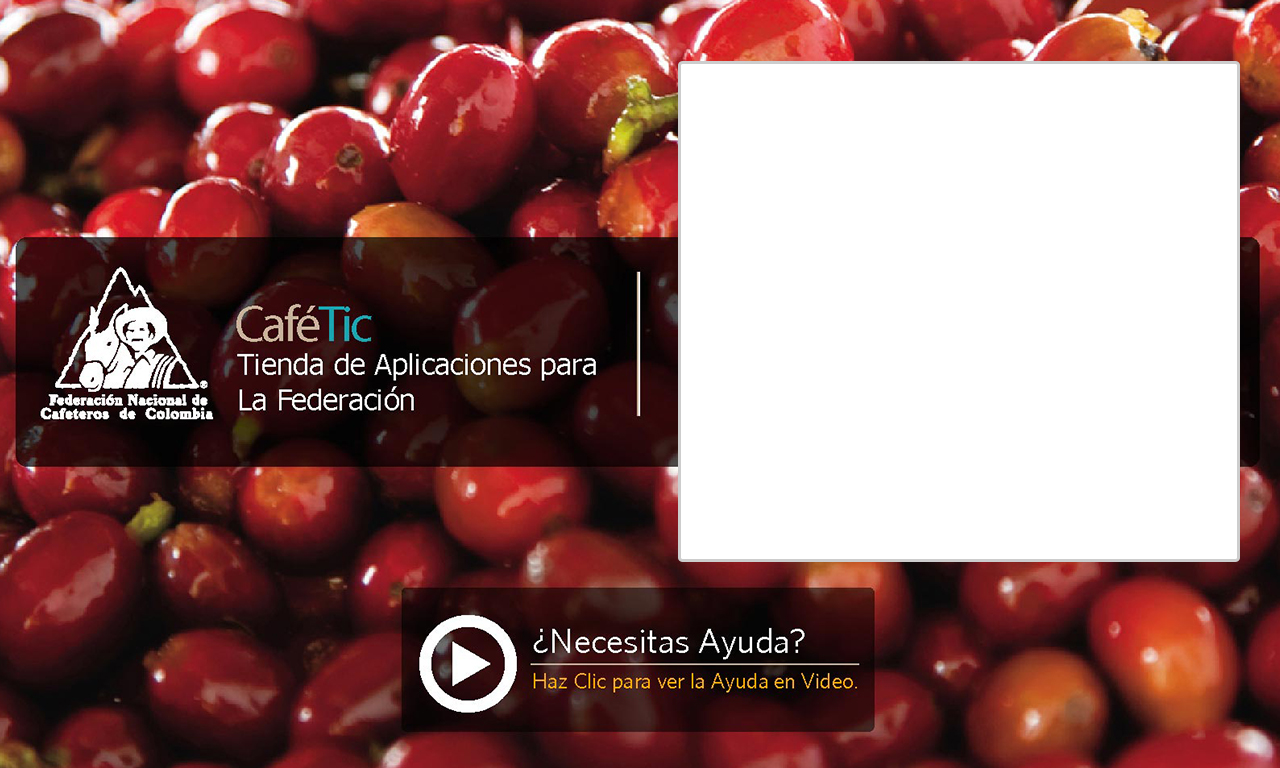 CaféTic
Tienda de Aplicaciones para
La Federación
Federación Nacional de
Cafeteros de Colombia
¿Necesitas Ayuda?
Haz Clic para ver la Ayuda en Video.